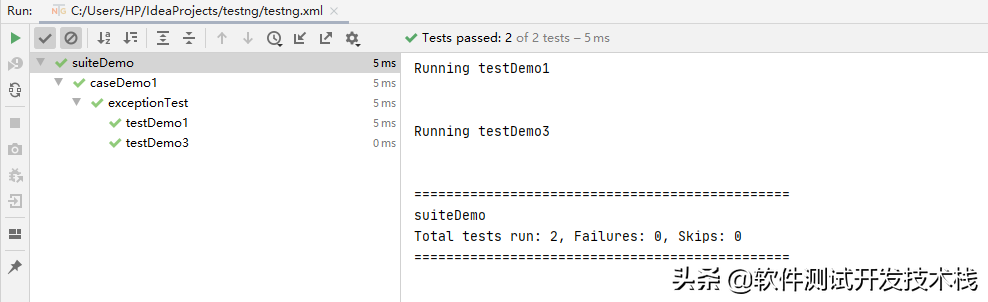 Run: C:/Users/HP/IdeaProjects/testng/testng.xml
Tests passed: 2 of 2 tests – 5 ms
suiteDemo 5 ms
caseDemo1 5 ms
exceptionTest 5 ms
testDemo1 5 ms
testDemo3 0 ms
Running testDemo1
Running testDemo3
===============================================
suiteDemo
Total tests run: 2, Failures: 0, Skips: 0
===============================================
头条 @软件测试开发技术栈